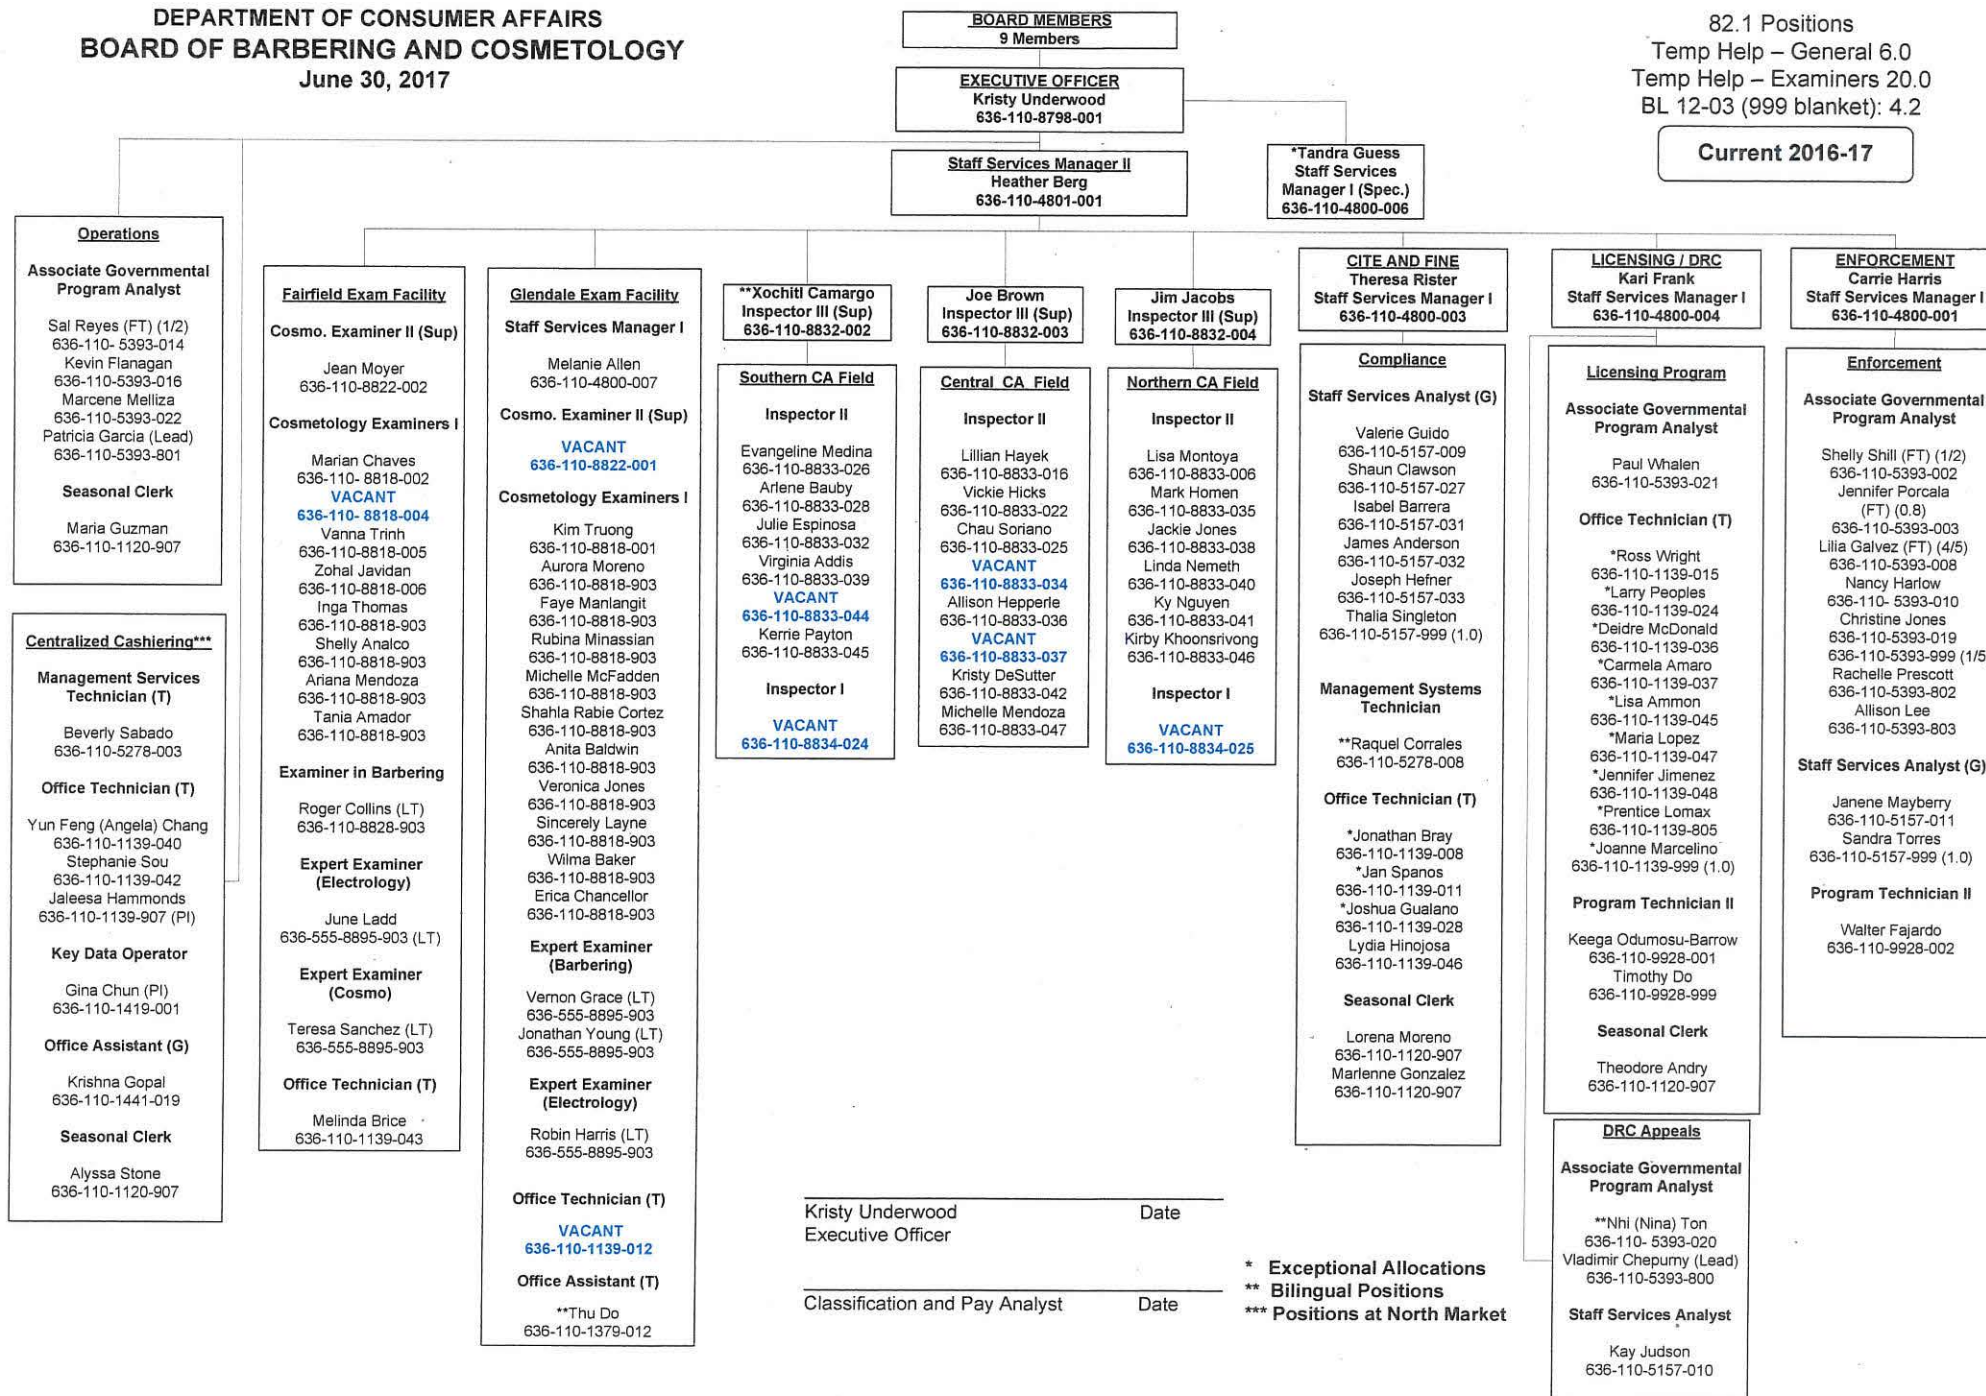 DEPARTMENT OF CONSUMER AFFAIRS
BOARD OF BARBERING AND COSMETOLOGY
June 30, 2017
BOARD MEMBERS
9 Members
EXECUTIVE OFFICER
Kristy Underwood
636-110-8798-001
82.1 Positions
Temp Help – General 6.0
Temp Help – Examiners 20.0
BL 12-03 (999 blanket): 4.2
Current 2016-17
Staff Services Manager II
Heather Berg
636-110-4801-001
*Tandra Guess
Staff Services
Manager I (Spec.)
636-110-4800-006
Operations
Associate Governmental
Program Analyst
Sal Reyes (FT) (1/2)
636-110- 5393-014
Kevin Flanagan
636-110-5393-016
Marcene Melliza
636-110-5393-022
Patricia Garcia (Lead)
636-110-5393-801
Seasonal Clerk
Maria Guzman
636-110-1120-907
Centralized Cashiering***
Management Services
Technician (T)
Beverly Sabado
636-110-5278-003
Office Technician (T)
Yun Feng (Angela) Chang
636-110-1139-040
Stephanie Sou
636-110-1139-042
Jaleesa Hammonds
636-110-1139-907 (PI)
Key Data Operator
Gina Chun (PI)
636-110-1419-001
Office Assistant (G)
Krishna Gopal
636-110-1441-019
Seasonal Clerk
Alyssa Stone
636-110-1120-907
Fairfield Exam Facility
Cosmo. Examiner II (Sup)
Jean Moyer
636-110-8822-002
Cosmetology Examiners I
Marian Chaves
636-110- 8818-002
VACANT
636-110- 8818-004
Vanna Trinh
636-110-8818-005
Zohal Javidan
636-110-8818-006
Inga Thomas
636-110-8818-903
Shelly Analco
636-110-8818-903
Ariana Mendoza
636-110-8818-903
Tania Amador
636-110-8818-903
Examiner in Barbering
Roger Collins (LT)
636-110-8828-903
Expert Examiner
(Electrology)
June Ladd
636-555-8895-903 (LT)
Expert Examiner
(Cosmo)
Teresa Sanchez (LT)
636-555-8895-903
Office Technician (T)
Melinda Brice
636-110-1139-043
Glendale Exam Facility
Staff Services Manager I
Melanie Allen
636-110-4800-007
Cosmo. Examiner II (Sup)
VACANT
636-110-8822-001
Cosmetology Examiners I
Kim Truong
636-110-8818-001
Aurora Moreno
636-110-8818-903
Faye Manlangit
636-110-8818-903
Rubina Minassian
636-110-8818-903
Michelle McFadden
636-110-8818-903
Shahla Rabie Cortez
636-110-8818-903
Anita Baldwin
636-110-8818-903
Veronica Jones
636-110-8818-903
Sincerely Layne
636-110-8818-903
Wilma Baker
636-110-8818-903
Erica Chancellor
636-110-8818-903
Expert Examiner
(Barbering)
Vernon Grace (LT)
636-555-8895-903
Jonathan Young (LT)
636-555-8895-903
Expert Examiner
(Electrology)
Robin Harris (LT)
636-555-8895-903
Office Technician (T)
VACANT
636-110-1139-012
Office Assistant (T)
**Thu Do
636-110-1379-012
**Xochitl Camargo
Inspector III (Sup)
636-110-8832-002
Southern CA Field
Inspector II
Evangeline Medina
636-110-8833-026
Arlene Bauby
636-110-8833-028
Julie Espinosa
636-110-8833-032
Virginia Addis
636-110-8833-039
VACANT
636-110-8833-044
Kerrie Payton
636-110-8833-045
Inspector I
VACANT
636-110-8834-024
Joe Brown
Inspector III (Sup)
636-110-8832-003
Central CA Field
Inspector II
Lillian Hayek
636-110-8833-016
Vickie Hicks
636-110-8833-022
Chau Soriano
636-110-8833-025
VACANT
636-110-8833-034
Allison Hepperle
636-110-8833-036
VACANT
636-110-8833-037
Kristy DeSutter
636-110-8833-042
Michelle Mendoza
636-110-8833-047
Jim Jacobs
Inspector III (Sup)
636-110-8832-004
Northern CA Field
Inspector II
Lisa Montoya
636-110-8833-006
Mark Homen
636-110-8833-035
Jackie Jones
636-110-8833-038
Linda Nemeth
636-110-8833-040
Ky Nguyen
636-110-8833-041
Kirby Khoonsrivong
636-110-8833-046
Inspector I
VACANT
636-110-8834-025
CITE AND FINE
Theresa Rister
Staff Services Manager I
636-110-4800-003
Compliance
Staff Services Analyst (G)
Valerie Guido
636-110-5157-009
Shaun Clawson
636-110-5157-027
Isabel Barrera
636-110-5157-031
James Anderson
636-110-5157-032
Joseph Hefner
636-110-5157-033
Thalia Singleton
636-110-5157-999 (1.0)
Management Systems
Technician
**Raquel Corrales
636-110-5278-008
Office Technician (T)
*Jonathan Bray
636-110-1139-008
*Jan Spanos
636-110-1139-011
*Joshua Gualano
636-110-1139-028
Lydia Hinojosa
636-110-1139-046
Seasonal Clerk
Lorena Moreno
636-110-1120-907
Marlenne Gonzalez
636-110-1120-907
LICENSING / DRC
Kari Frank
Staff Services Manager I
636-110-4800-004
Licensing Program
Associate Governmental
Program Analyst
Paul Whalen
636-110-5393-021
Office Technician (T)
*Ross Wright
636-110-1139-015
*Larry Peoples
636-110-1139-024
*Deidre McDonald
636-110-1139-036
*Carmela Amaro
636-110-1139-037
*Lisa Ammon
636-110-1139-045
*Maria Lopez
636-110-1139-047
*Jennifer Jimenez
636-110-1139-048
*Prentice Lomax
636-110-1139-805
*Joanne Marcelino
636-110-1139-999 (1.0)
Program Technician II
Keega Odumosu-Barrow
636-110-9928-001
Timothy Do
636-110-9928-999
Seasonal Clerk
Theodore Andry
636-110-1120-907
DRC Appeals
Associate Governmental
Program Analyst
**Nhi (Nina) Ton
636-110- 5393-020
Vladimir Chepurny (Lead)
636-110-5393-800
Staff Services Analyst
Kay Judson
636-110-5157-010
ENFORCEMENT
Carrie Harris
Staff Services Manager I
636-110-4800-001
Enforcement
Associate Governmental
Program Analyst
Shelly Shill (FT) (1/2)
636-110-5393-002
Jennifer Porcala
(FT) (0.8)
636-110-5393-003
Lilia Galvez (FT) (4/5)
636-110-5393-008
Nancy Harlow
636-110- 5393-010
Christine Jones
636-110-5393-019
636-110-5393-999 (1/5
Rachelle Prescott
636-110-5393-802
Allison Lee
636-110-5393-803
Staff Services Analyst (G)
Janene Mayberry
636-110-5157-011
Sandra Torres
636-110-5157-999 (1.0)
Program Technician II
Walter Fajardo
636-110-9928-002
Kristy Underwood Date
Executive Officer
Classification and Pay Analyst Date
* Exceptional Allocations
** Bilingual Positions
*** Positions at North Market